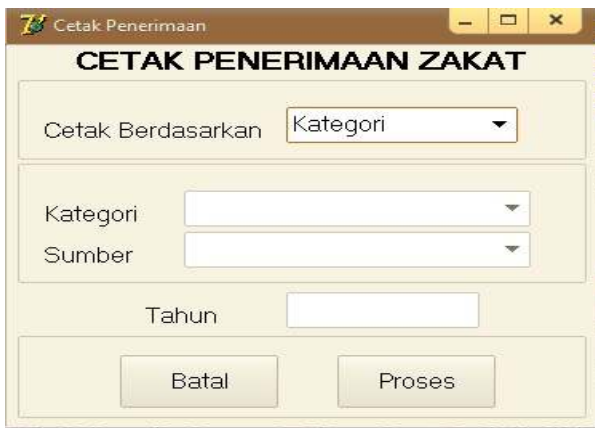 Cetak Penerimaan
CETAK PENERIMAAN ZAKAT
Cetak Berdasarkan Kategori
Kategori
Sumber
Tahun
Batal Proses